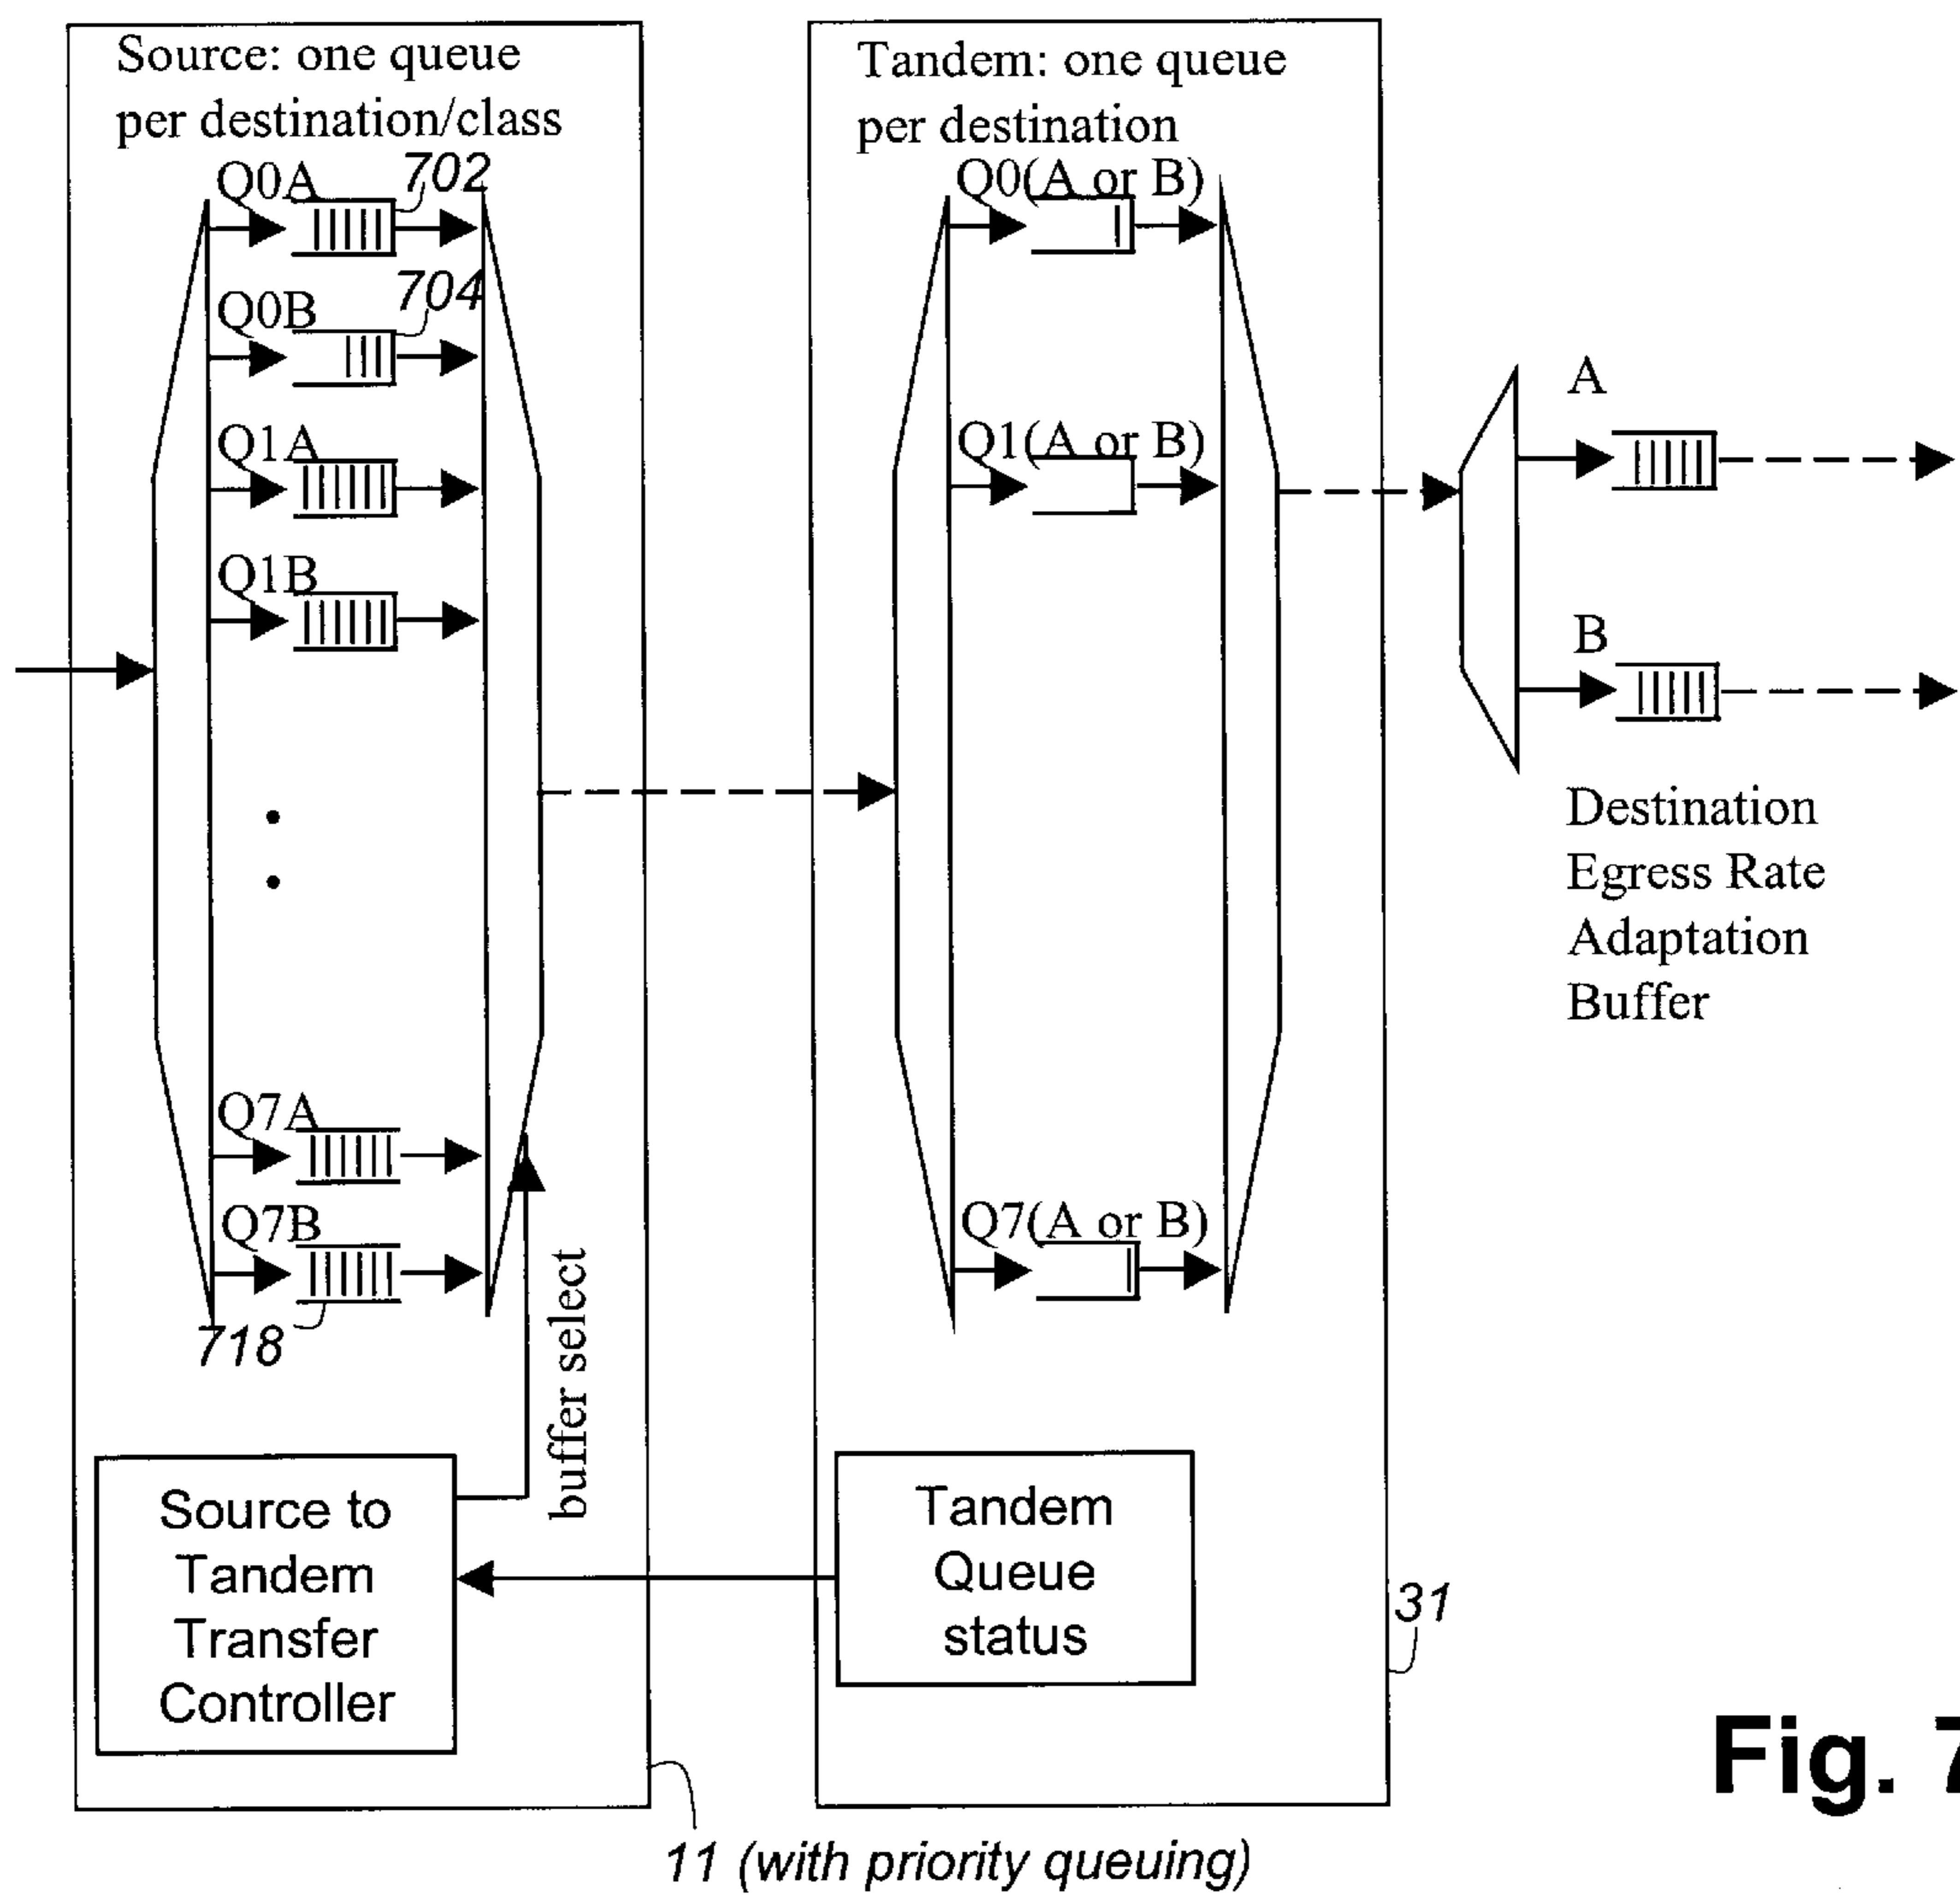 Source: one queue
per destination/class
Q0A
702
Q0B
704
Q1A
Q1B
Q7A
Q7B
718
buffer select
Source to
Tandem
Transfer
Controller
11 (with priority queuing)
Tandem: one queue
per destination
Q0(A or B)
Q1(A or B)
Q7(A or B)
Tandem
Queue
status
31
A
B
Destination
Egress Rate
Adaptation
Buffer
Fig. 7